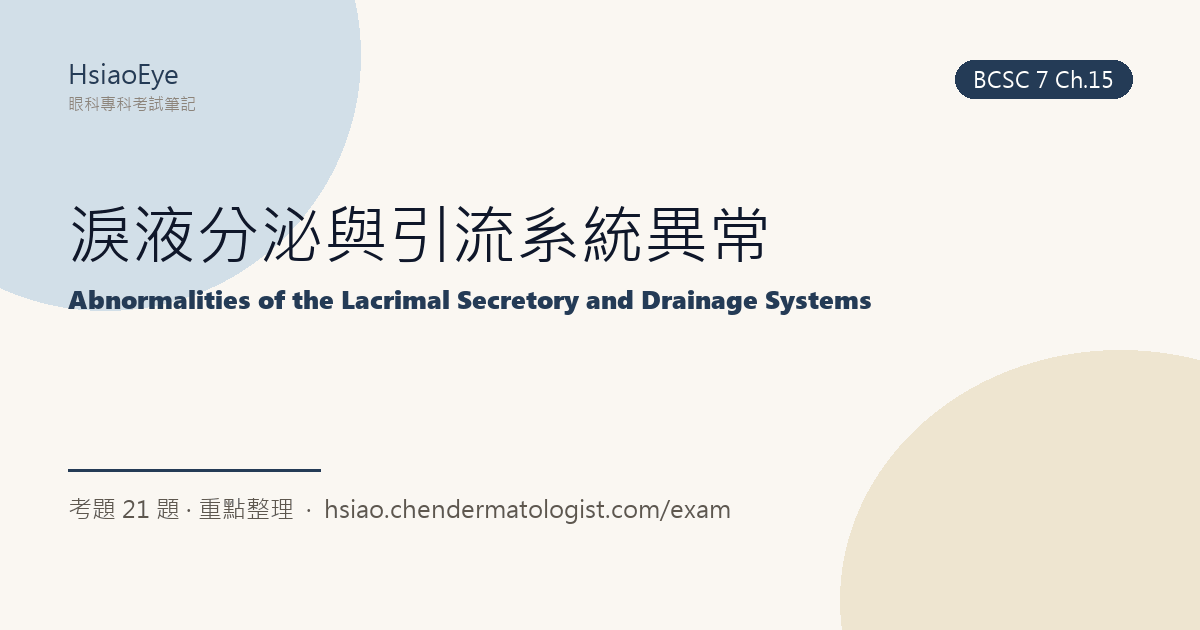 HsiaoEye
眼科專科考試筆記
BCSC 7 Ch.15
淚液分泌與引流系統異常
Abnormalities of the Lacrimal Secretory and Drainage Systems
考題 21 題 · 重點整理 · hsiao.chendermatologist.com/exam